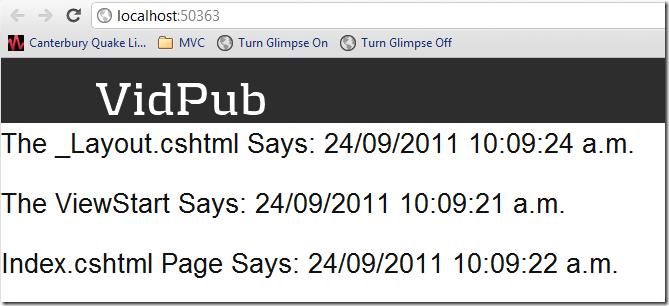 localhost:50363
Canterbury Quake Li... MVC Turn Glimpse On Turn Glimpse Off
VidPub
The _Layout.cshtml Says: 24/09/2011 10:09:24 a.m.
The ViewStart Says: 24/09/2011 10:09:21 a.m.
Index.cshtml Page Says: 24/09/2011 10:09:22 a.m.